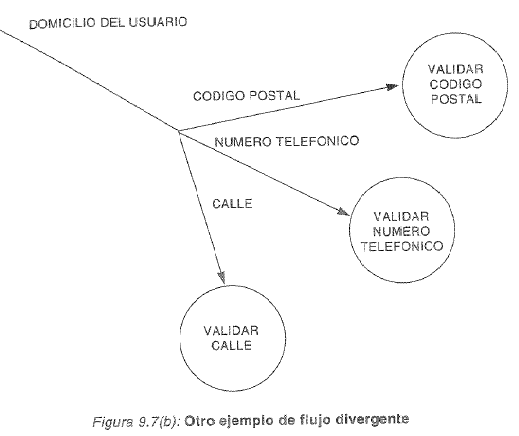 DOMICILIO DEL USUARIO
CODIGO POSTAL
VALIDAR
CODIGO
POSTAL
NUMERO TELEFONICO
CALLE
VALIDAR
NUMERO
TELEFONICO
VALIDAR
CALLE
Figura 9.7(b): Otro ejemplo de flujo divergente